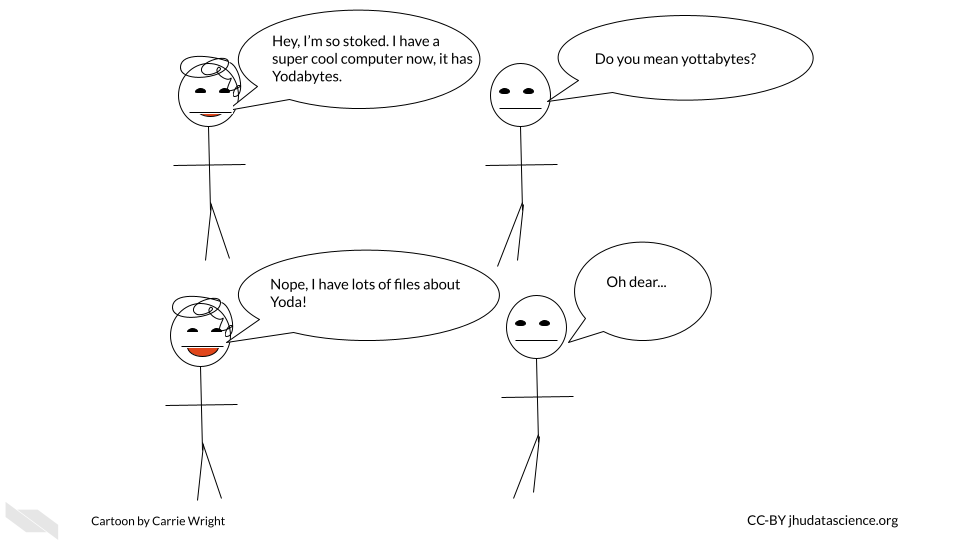 Hey, I'm so stoked. I have a
super cool computer now, it has
Yodabytes.
Do you mean yottabytes?
Nope, I have lots of files about
Yoda!
Oh dear...
Cartoon by Carrie Wright
CC-BY jhudatascience.org